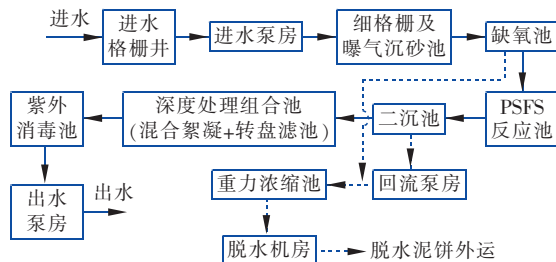 进水
进水
格栅井
进水泵房
细格栅及
曝气沉砂池
缺氧池
紫外
消毒池
深度处理组合池
(混合絮凝+转盘滤池)
二沉池
PSFS
反应池
出水
泵房
出水
重力浓缩池
回流泵房
脱水机房
脱水泥饼外运